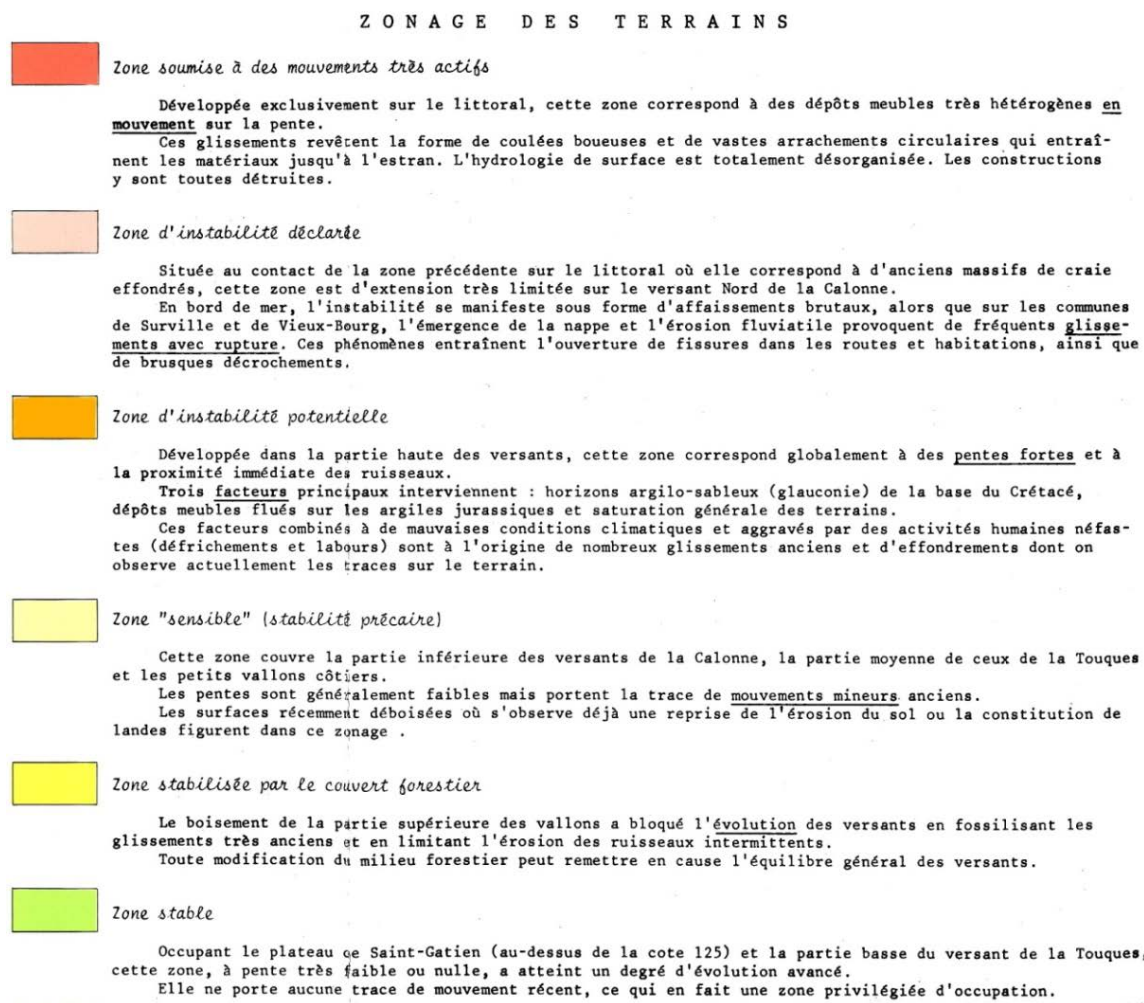 ZONAGE DES TERRAINS
Zone soumise à des mouvements très actifs
Développée exclusivement sur le littoral, cette zone correspond à des dépôts meubles très hétérogènes en
mouvement sur la pente.
Ces glissements revêtent la forme de coulées boueuses et de vastes arrachements circulaires qui entraî-
nent les matériaux jusqu'à l'estran. L'hydrologie de surface est totalement désorganisée. Les constructions
y sont toutes détruites.
Zone d'instabilité déclarée
Située au contact de la zone précédente sur le littoral où elle correspond à d'anciens massifs de craie
effondrés, cette zone est d'extension très limitée sur le versant Nord de la Calonne.
En bord de mer, l'instabilité se manifeste sous forme d'affaissements brutaux, alors que sur les communes
de Surville et de Vieux-Bourg, l'émergence de la nappe et l'érosion fluviatile provoquent de fréquents glisse-
ments avec rupture. Ces phénomènes entraînent l'ouverture de fissures dans les routes et habitations, ainsi que
de brusques décrochements.
Zone d'instabilité potentielle
Développée dans la partie haute des versants, cette zone correspond globalement à des pentes fortes et à
la proximité immédiate des ruisseaux.
Trois facteurs principaux interviennent : horizons argilo-sableux (glauconie) de la base du Crétacé,
dépôts meubles flués sur les argiles jurassiques et saturation générale des terrains.
Ces facteurs combinés à de mauvaises conditions climatiques et aggravés par des activités humaines néfas-
tes (défrichements et labours) sont à l'origine de nombreux glissements anciens et d'effondrements dont on
observe actuellement les traces sur le terrain.
Zone "sensible" (stabilité précaire)
Cette zone couvre la partie inférieure des versants de la Calonne, la partie moyenne de ceux de la Touques
et les petits vallons côtiers.
Les pentes sont généralement faibles mais portent la trace de mouvements mineurs anciens.
Les surfaces récemment déboisées où s'observe déjà une reprise de l'érosion du sol ou la constitution de
landes figurent dans ce zonage .
Zone stabilisée par le couvert forestier
Le boisement de la partie supérieure des vallons a bloqué l'évolution des versants en fossilisant les
glissements très anciens et en limitant l'érosion des ruisseaux intermittents.
Toute modification du milieu forestier peut remettre en cause l'équilibre général des versants.
Zone stable
Occupant le plateau de Saint-Gatien (au-dessus de la cote 125) et la partie basse du versant de la Touques,
cette zone, à pente très faible ou nulle, a atteint un degré d'évolution avancé.
Elle ne porte aucune trace de mouvement récent, ce qui en fait une zone privilégiée d'occupation.